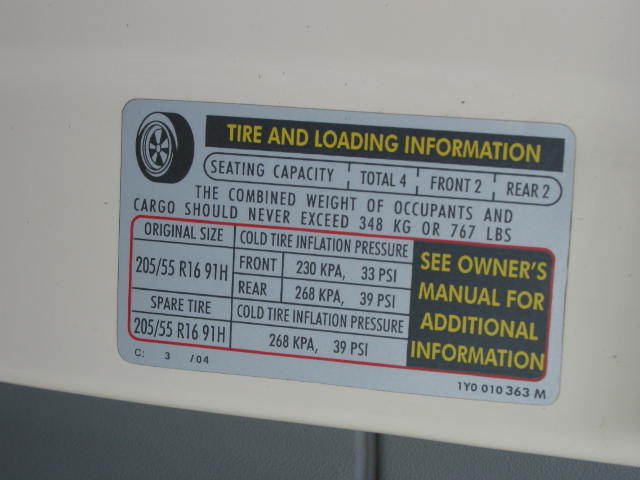 TIRE AND LOADING INFORMATION
SEATING CAPACITY TOTAL 4 FRONT 2 REAR 2
THE COMBINED WEIGHT OF OCCUPANTS AND
CARGO SHOULD NEVER EXCEED 348 KG OR 767 LBS
ORIGINAL SIZE COLD TIRE INFLATION PRESSURE
205/55 R16 91H
FRONT 230 KPA, 33 PSI
REAR 268 KPA, 39 PSI
SPARE TIRE COLD TIRE INFLATION PRESSURE
205/55 R16 91H 268 KPA, 39 PSI
SEE OWNER'S
MANUAL FOR
ADDITIONAL
INFORMATION
C: 3 /04
1Y0 010 363 M